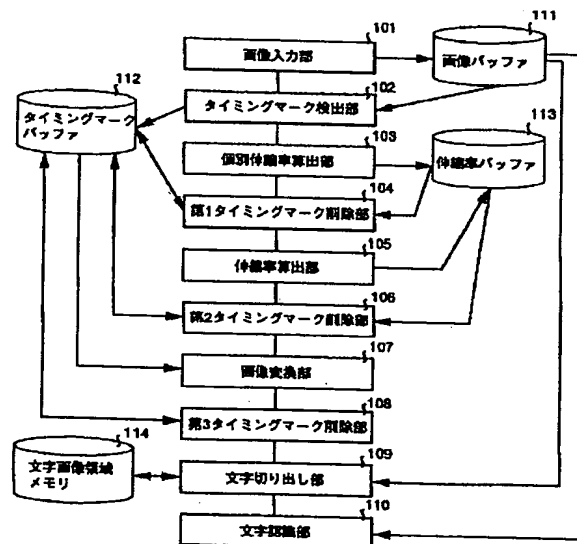 101
画像入力部
111
画像バッファ
102
タイミングマーク検出部
112
タイミングマーク
バッファ
103
個別伸縮率算出部
113
伸縮率バッファ
104
第1タイミングマーク削除部
105
伸縮率算出部
106
第2タイミングマーク削除部
107
画像変換部
108
第3タイミングマーク削除部
114
文字画像領域
メモリ
109
文字切り出し部
110
文字認識部